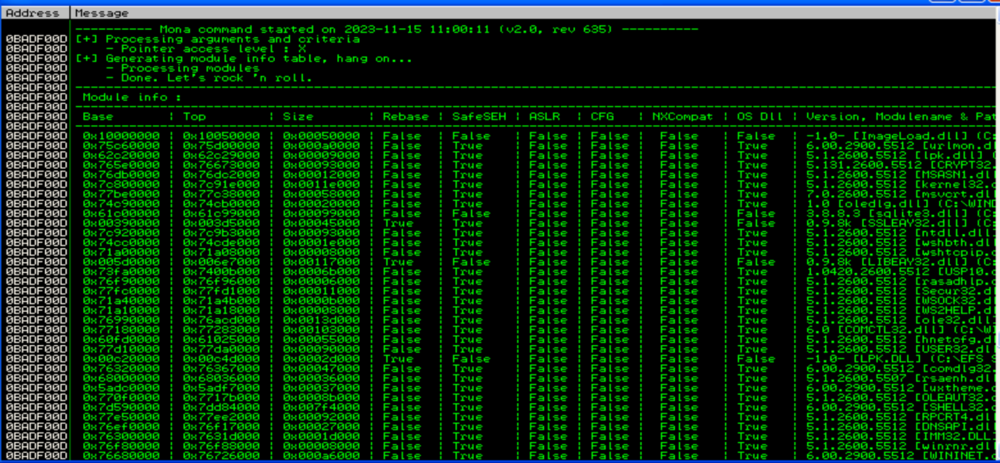 Address Message
0BADF00D ---------- Mona command started on 2023-11-15 11:00:11 (v2.0, rev 635) ----------
0BADF00D [+] Processing arguments and criteria
0BADF00D - Pointer access level : X
0BADF00D [+] Generating module info table, hang on...
0BADF00D - Processing modules
0BADF00D - Done. Let's rock 'n roll.
0BADF00D
0BADF00D Module info :
0BADF00D
0BADF00D Base | Top | Size | Rebase | SafeSEH | ASLR | CFG | NXCompat | OS Dll | Version, Modulename & Pat
0BADF00D
0BADF00D 0x10000000 | 0x10050000 | 0x00050000 | False | False | False | False | False | False | -1.0- [ImageLoad.dll] (C:
0BADF00D 0x75c60000 | 0x75d00000 | 0x000a0000 | False | True | False | False | False | True | 6.00.2900.5512 [urlmon.d
0BADF00D 0x62c20000 | 0x62c29000 | 0x00009000 | False | True | False | False | False | True | 5.1.2600.5512 [lpk.dll] (
0BADF00D 0x765e0000 | 0x76673000 | 0x00093000 | False | True | False | False | False | True | 5.131.2600.5512 [CRYPT32.
0BADF00D 0x76db0000 | 0x76dc2000 | 0x00012000 | False | True | False | False | False | True | 5.1.2600.5512 [MSASN1.dll
0BADF00D 0x7c800000 | 0x7c91e000 | 0x0011e000 | False | True | False | False | False | True | 5.1.2600.5512 [kernel32.
0BADF00D 0x77be0000 | 0x77c38000 | 0x00058000 | False | True | False | False | False | True | 7.0.2600.5512 [msvcrt.dll
0BADF00D 0x74c90000 | 0x74cb0000 | 0x00020000 | False | True | False | False | False | True | 1.0 [oledlg.dll] (C:\WIND
0BADF00D 0x61c00000 | 0x61c99000 | 0x00099000 | False | False | False | False | False | False | 3.8.8.3 [sqlite3.dll] (C:
0BADF00D 0x00390000 | 0x003d5000 | 0x00045000 | True | True | False | False | False | False | 0.9.8k [SSLEAY32.dll] (C:
0BADF00D 0x7c920000 | 0x7c9b3000 | 0x00093000 | False | True | False | False | False | True | 5.1.2600.5512 [ntdll.dll
0BADF00D 0x74cc0000 | 0x74cde000 | 0x0001e000 | False | True | False | False | False | True | 5.1.2600.5512 [wshbth.dll
0BADF00D 0x71a00000 | 0x71a08000 | 0x00008000 | False | True | False | False | False | True | 5.1.2600.5512 [wshtcpip.
0BADF00D 0x005d0000 | 0x006e7000 | 0x00117000 | True | False | False | False | False | False | 0.9.8k [LIBEAY32.dll] (C:
0BADF00D 0x73fa0000 | 0x7400b000 | 0x0006b000 | False | True | False | False | False | True | 1.0420.2600.5512 [USP10.
0BADF00D 0x76f90000 | 0x76f96000 | 0x00006000 | False | True | False | False | False | True | 5.1.2600.5512 [rasadhlp.
0BADF00D 0x77fc0000 | 0x77fd1000 | 0x00011000 | False | True | False | False | False | True | 5.1.2600.5512 [Secur32.d
0BADF00D 0x71a40000 | 0x71a4b000 | 0x0000b000 | False | True | False | False | False | True | 5.1.2600.5512 [WSOCK32.d
0BADF00D 0x71a10000 | 0x71a18000 | 0x00008000 | False | True | False | False | False | True | 5.1.2600.5512 [WS2HELP.d
0BADF00D 0x76990000 | 0x76acd000 | 0x0013d000 | False | True | False | False | False | True | 5.1.2600.5512 [ole32.dll
0BADF00D 0x77180000 | 0x77283000 | 0x00103000 | False | True | False | False | False | True | 6.0 [COMCTL32.dll] (C:\WI
0BADF00D 0x60fd0000 | 0x61025000 | 0x00055000 | False | True | False | False | False | True | 5.1.2600.5512 [hnetcfg.dl
0BADF00D 0x77d10000 | 0x77da0000 | 0x00090000 | False | True | False | False | False | True | 5.1.2600.5512 [USER32.dl
0BADF00D 0x00c20000 | 0x00c4d000 | 0x0002d000 | True | False | False | False | False | False | -1.0- [LPK.DLL] (C:\EFS S
0BADF00D 0x76320000 | 0x76367000 | 0x00047000 | False | True | False | False | False | True | 6.00.2900.5512 [comdlg32.
0BADF00D 0x68000000 | 0x68036000 | 0x00036000 | False | True | False | False | False | True | 5.1.2600.5507 [rsaenh.dll
0BADF00D 0x5adc0000 | 0x5adf7000 | 0x00037000 | False | True | False | False | False | True | 6.00.2900.5512 [uxtheme.
0BADF00D 0x770f0000 | 0x7717b000 | 0x0008b000 | False | True | False | False | False | True | 5.1.2600.5512 [OLEAUT32.
0BADF00D 0x7d590000 | 0x7dd84000 | 0x007f4000 | False | True | False | False | False | True | 6.00.2900.5512 [SHELL32.
0BADF00D 0x77e50000 | 0x77ee2000 | 0x00092000 | False | True | False | False | False | True | 5.1.2600.5512 [RPCRT4.dll
0BADF00D 0x76ef0000 | 0x76f17000 | 0x00027000 | False | True | False | False | False | True | 5.1.2600.5512 [DNSAPI.dll
0BADF00D 0x76300000 | 0x7631d000 | 0x0001d000 | False | True | False | False | False | True | 5.1.2600.5512 [IMM32.DLL]
0BADF00D 0x76f80000 | 0x76f88000 | 0x00008000 | False | True | False | False | False | True | 5.1.2600.5512 [winrnr.dll
0BADF00D 0x76680000 | 0x76726000 | 0x000a6000 | False | True | False | False | False | True | 6.00.2900.5512 [WININET.